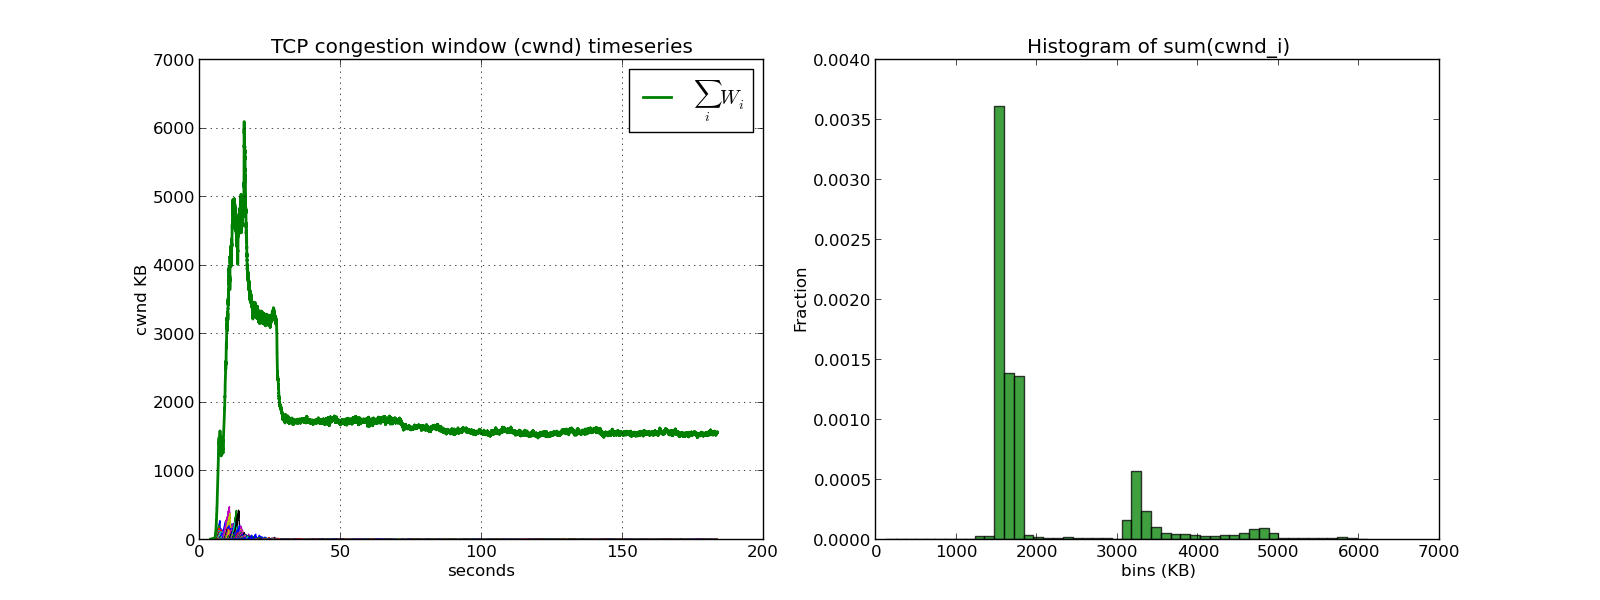 TCP congestion window (cwnd) timeseries
7000
6000
5000
4000
3000
2000
1000
0
cwnd KB
∑W_i
i
0 50 100 150 200
seconds
Histogram of sum(cwnd_i)
0.0040
0.0035
0.0030
0.0025
0.0020
0.0015
0.0010
0.0005
0.0000
Fraction
0 1000 2000 3000 4000 5000 6000 7000
bins (KB)